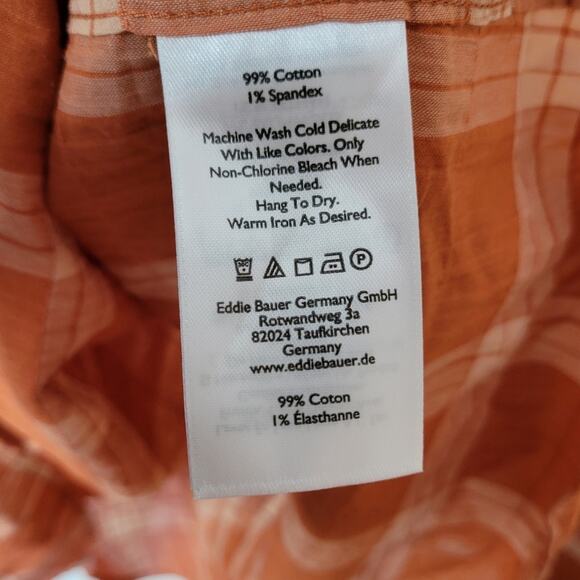 99% Cotton
1% Spandex
Machine Wash Cold Delicate
With Like Colors. Only
Non-Chlorine Bleach When
Needed.
Hang To Dry.
Warm Iron As Desired.
Eddie Bauer Germany GmbH
Rotwandweg 3a
82024 Taufkirchen
Germany
www.eddiebauer.de
99% Coton
1% Élasthanne